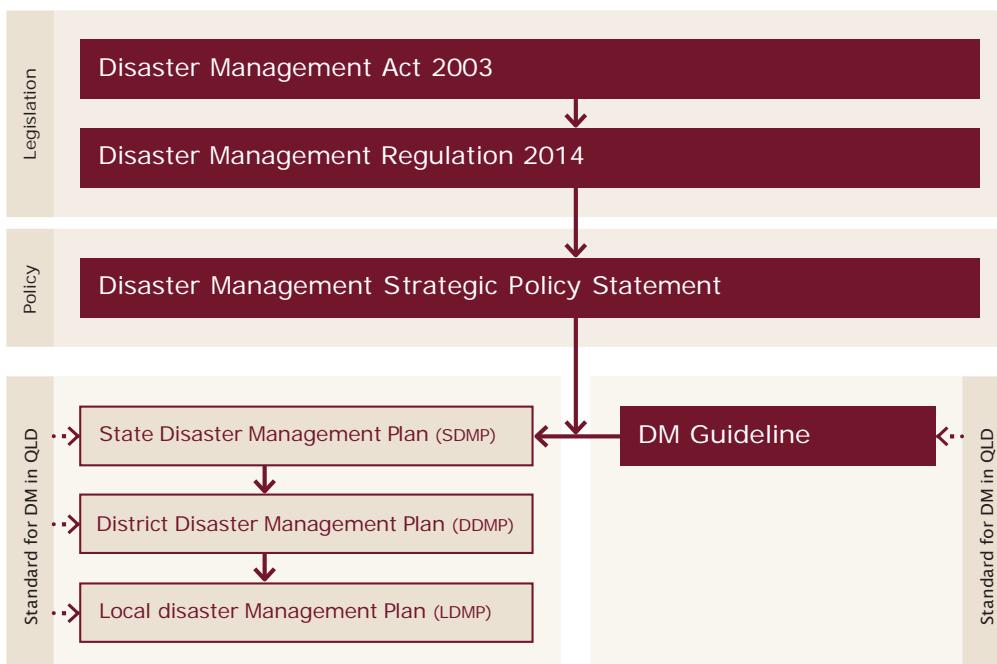 Legislation
Disaster Management Act 2003
Disaster Management Regulation 2014
Policy
Disaster Management Strategic Policy Statement
Standard for DM in QLD
State Disaster Management Plan (SDMP)
District Disaster Management Plan (DDMP)
Local disaster Management Plan (LDMP)
DM Guideline
Standard for DM in QLD